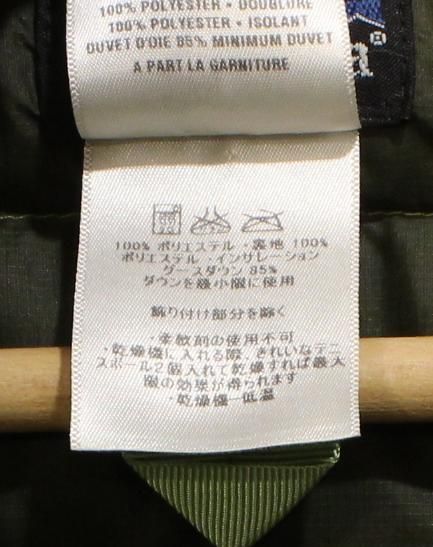 100% POLYESTER • DOUBLURE
100% POLYESTER • ISOLANT
DUVET D'OIE 85% MINIMUM DUVET
A PART LA GARNITURE
a®
100% ポリエステル・裏地 100%
ポリエステル・インサレーション
グースダウン 85%
ダウンを最小限に使用
飾り付け部分を除く
・柔軟剤の使用不可
・乾燥機に入れる際、きれいなテニ
スボール2個入れて乾燥すれば最大
限の効果が得られます
・乾燥機―低温